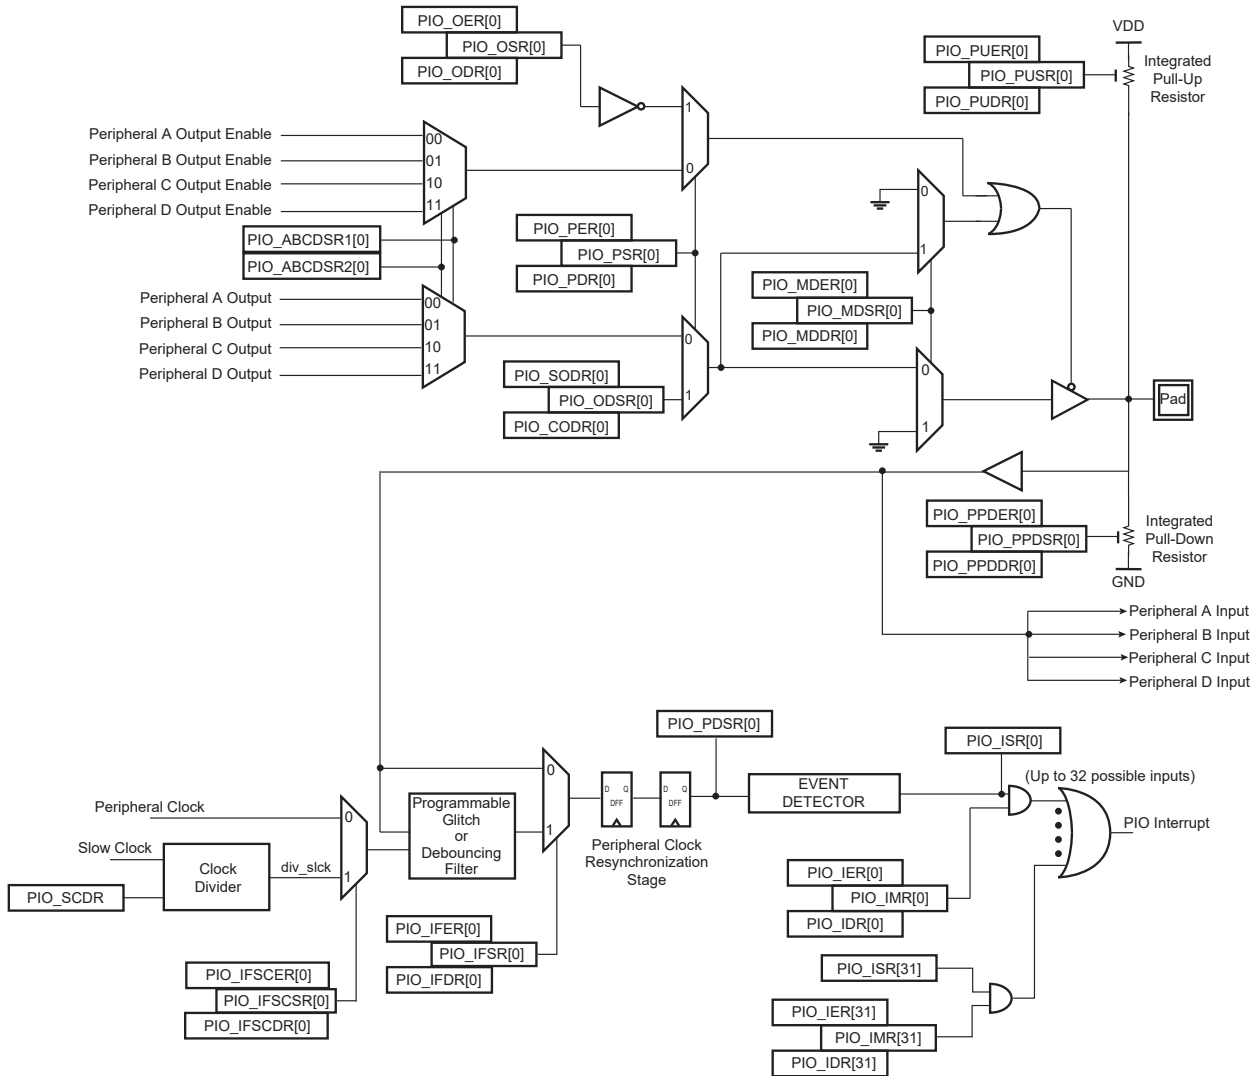 PIO_OER[0]
PIO_OSR[0]
PIO_ODR[0]
VDD
PIO_PUER[0]
PIO_PUSR[0]
PIO_PUDR[0]
Integrated
Pull-Up
Resistor
1
0
Peripheral A Output Enable
Peripheral B Output Enable
Peripheral C Output Enable
Peripheral D Output Enable
00
01
10
11
PIO_ABCDSR1[0]
PIO_ABCDSR2[0]
PIO_PER[0]
PIO_PSR[0]
PIO_PDR[0]
0
1
PIO_MDER[0]
PIO_MDSR[0]
PIO_MDDR[0]
Peripheral A Output
Peripheral B Output
Peripheral C Output
Peripheral D Output
00
01
10
11
0
1
PIO_SODR[0]
PIO_ODSR[0]
PIO_CODR[0]
0
1
Pad
PIO_PPDER[0]
PIO_PPDSR[0]
PIO_PPDDR[0]
Integrated
Pull-Down
Resistor
GND
Peripheral A Input
Peripheral B Input
Peripheral C Input
Peripheral D Input
PIO_PDSR[0]
PIO_ISR[0]
(Up to 32 possible inputs)
EVENT
DETECTOR
PIO Interrupt
0
1
D Q
DFF
D Q
DFF
Peripheral Clock
Resynchronization
Stage
Programmable
Glitch
or
Debouncing
Filter
Peripheral Clock
Slow Clock
Clock
Divider
div_slck
0
1
PIO_SCDR
PIO_IER[0]
PIO_IMR[0]
PIO_IDR[0]
PIO_IFER[0]
PIO_IFSR[0]
PIO_IFDR[0]
PIO_IFSCER[0]
PIO_IFSCSR[0]
PIO_IFSCDR[0]
PIO_ISR[31]
PIO_IER[31]
PIO_IMR[31]
PIO_IDR[31]